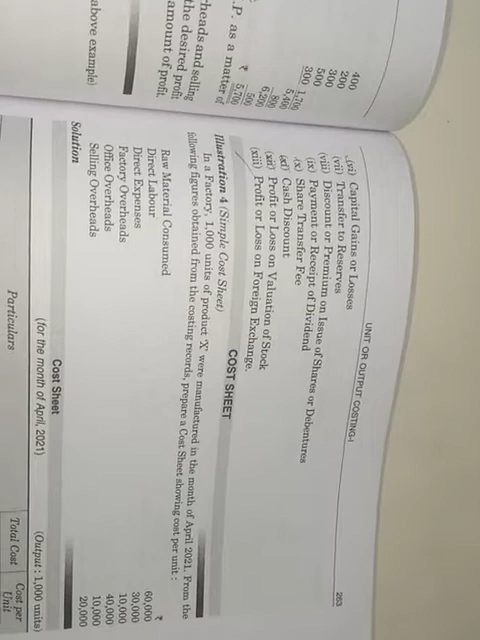 400
200
300
500
300
1,700
5,400
800
6,200
500
5,700
₹
.P. as a matter of
heads and selling
the desired profit
amount of profit.
above example)
UNIT OR OUTPUT COSTING-I
263
(vi) Capital Gains or Losses
(vii) Transfer to Reserves
(viii) Discount or Premium on Issue of Shares or Debentures
(ix) Payment or Receipt of Dividend
(x) Share Transfer Fee
(xi) Cash Discount
(xii) Profit or Loss on Valuation of Stock
(xiii) Profit or Loss on Foreign Exchange.
COST SHEET
Illustration 4 (Simple Cost Sheet)
In a Factory, 1,000 units of product 'X' were manufactured in the month of April 2021. From the
following figures obtained from the costing records, prepare a Cost Sheet showing cost per unit :
₹
Raw Material Consumed 60,000
Direct Labour 30,000
Direct Expenses 10,000
Factory Overheads 40,000
Office Overheads 10,000
Selling Overheads 20,000
Solution
Cost Sheet
(for the month of April, 2021) (Output : 1,000 units)
Particulars Total Cost Cost per Unit